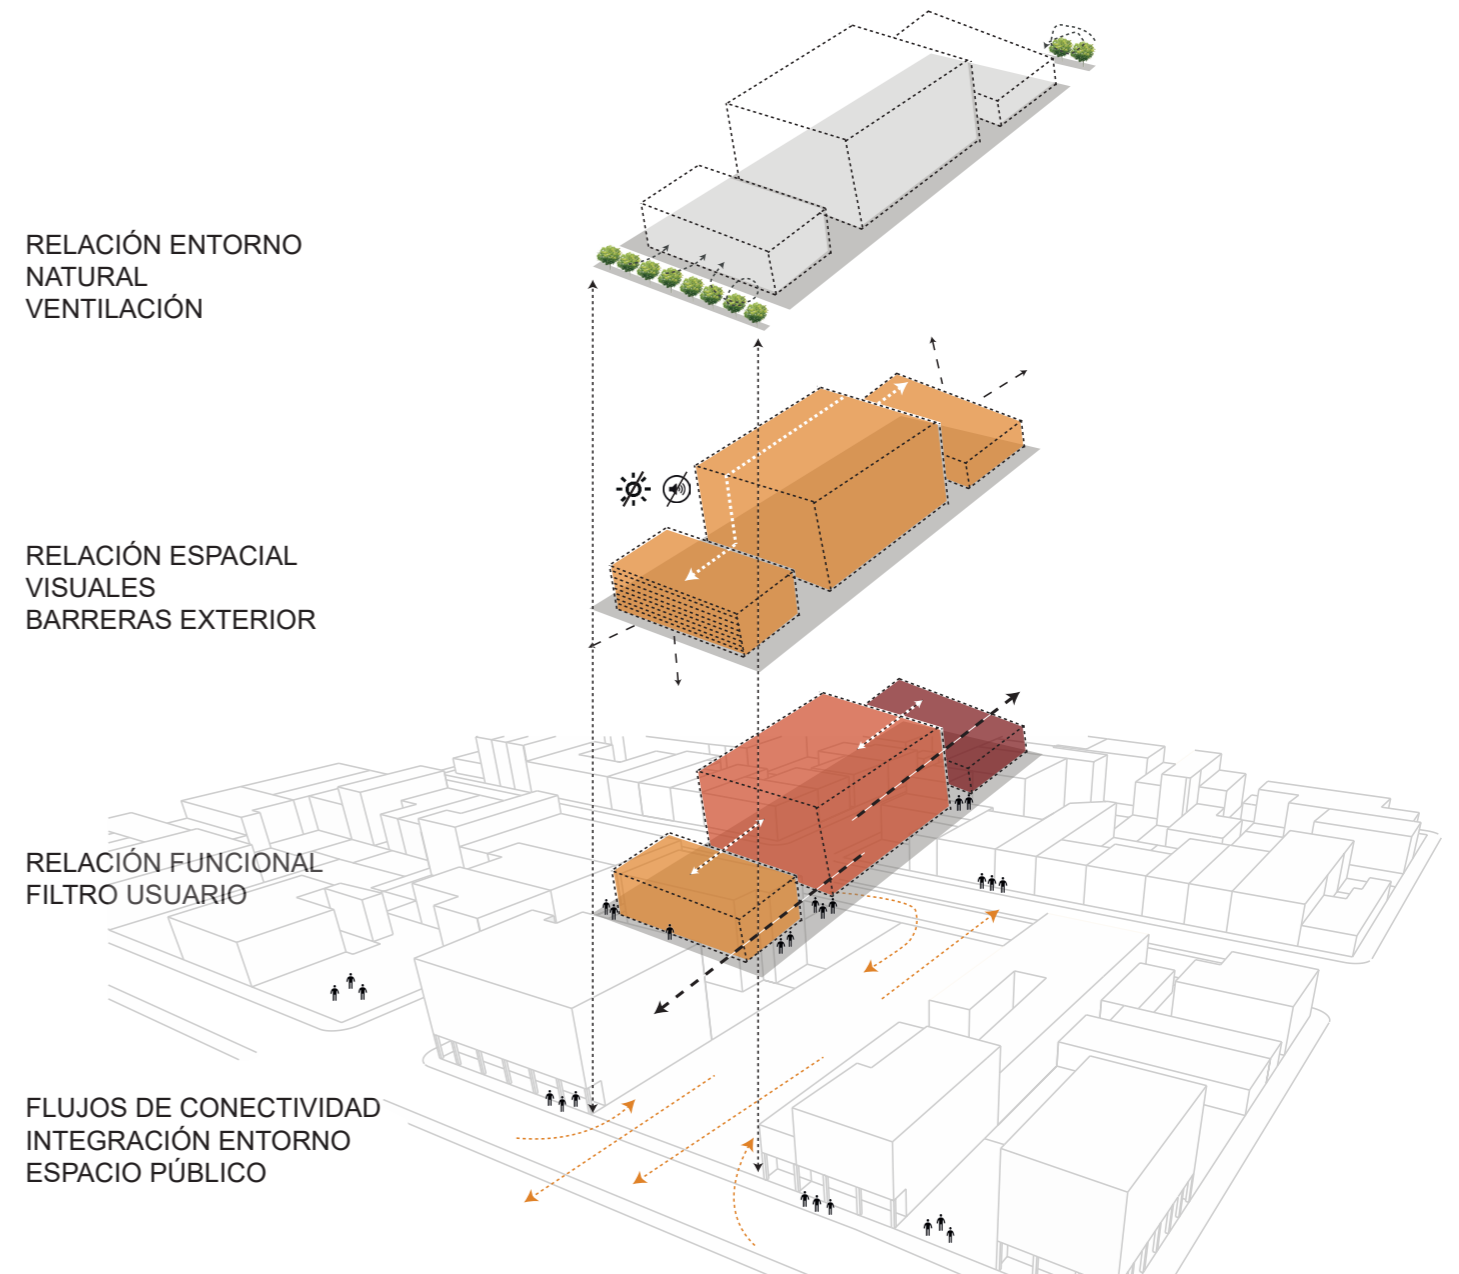 RELACIÓN ENTORNO
NATURAL
VENTILACIÓN
RELACIÓN ESPACIAL
VISUALES
BARRERAS EXTERIOR
RELACIÓN FUNCIONAL
FILTRO USUARIO
FLUJOS DE CONECTIVIDAD
INTEGRACIÓN ENTORNO
ESPACIO PÚBLICO